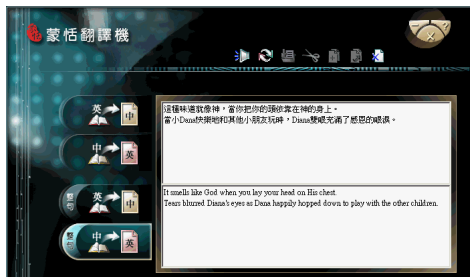 蒙恬翻譯機
英
中
中
英
整句
英
中
整句
中
英
這種味道就像神，當你把你的頭依靠在神的身上。
當小Dana快樂地和其他小朋友玩時，Diana雙眼充滿了感恩的眼淚。
It smells like God when you lay your head on His chest.
Tears blurred Diana's eyes as Dana happily hopped down to play with the other children.